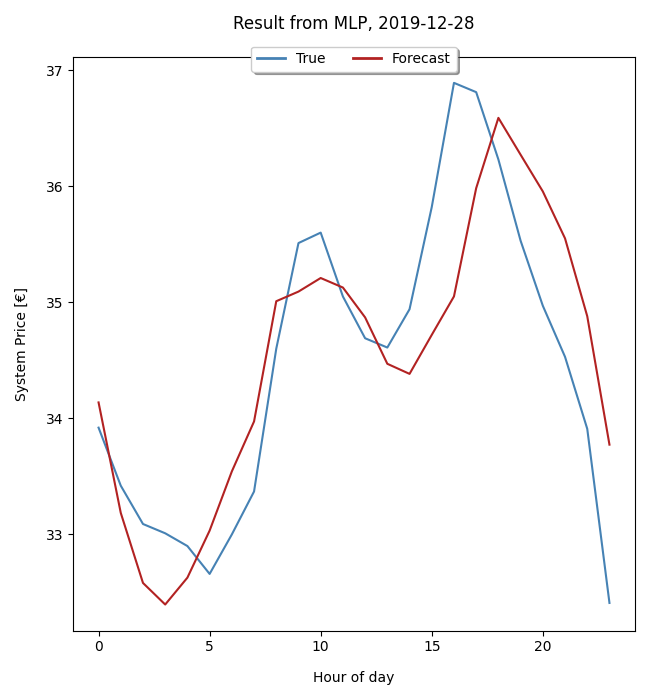 Result from MLP, 2019-12-28
True Forecast
37
36
35
34
33
System Price [€]
0 5 10 15 20
Hour of day